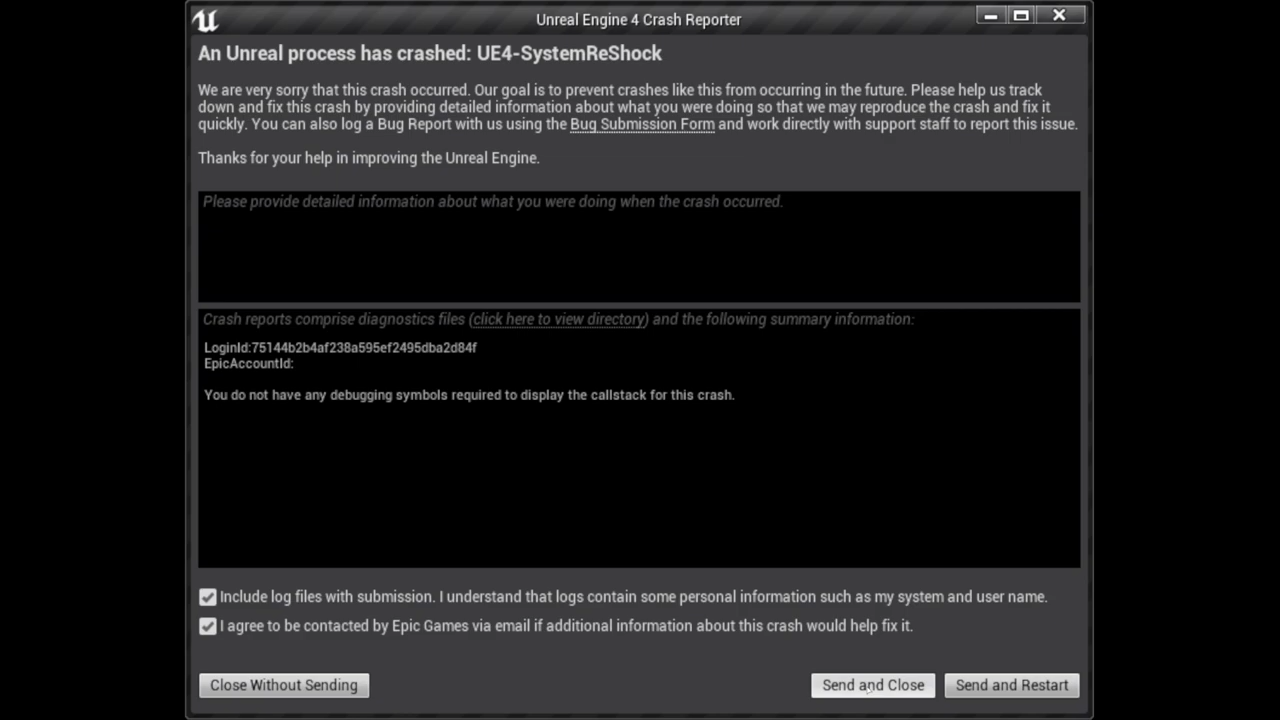 Unreal Engine 4 Crash Reporter
An Unreal process has crashed: UE4-SystemReShock
We are very sorry that this crash occurred. Our goal is to prevent crashes like this from occurring in the future. Please help us track
down and fix this crash by providing detailed information about what you were doing so that we may reproduce the crash and fix it
quickly. You can also log a Bug Report with us using the Bug Submission Form and work directly with support staff to report this issue.
Thanks for your help in improving the Unreal Engine.
Please provide detailed information about what you were doing when the crash occurred.
Crash reports comprise diagnostics files (click here to view directory) and the following summary information:
LoginId:75144b2b4af238a595ef2495dba2d84f
EpicAccountId:
You do not have any debugging symbols required to display the callstack for this crash.
Include log files with submission. I understand that logs contain some personal information such as my system and user name.
I agree to be contacted by Epic Games via email if additional information about this crash would help fix it.
Close Without Sending
Send and Close
Send and Restart